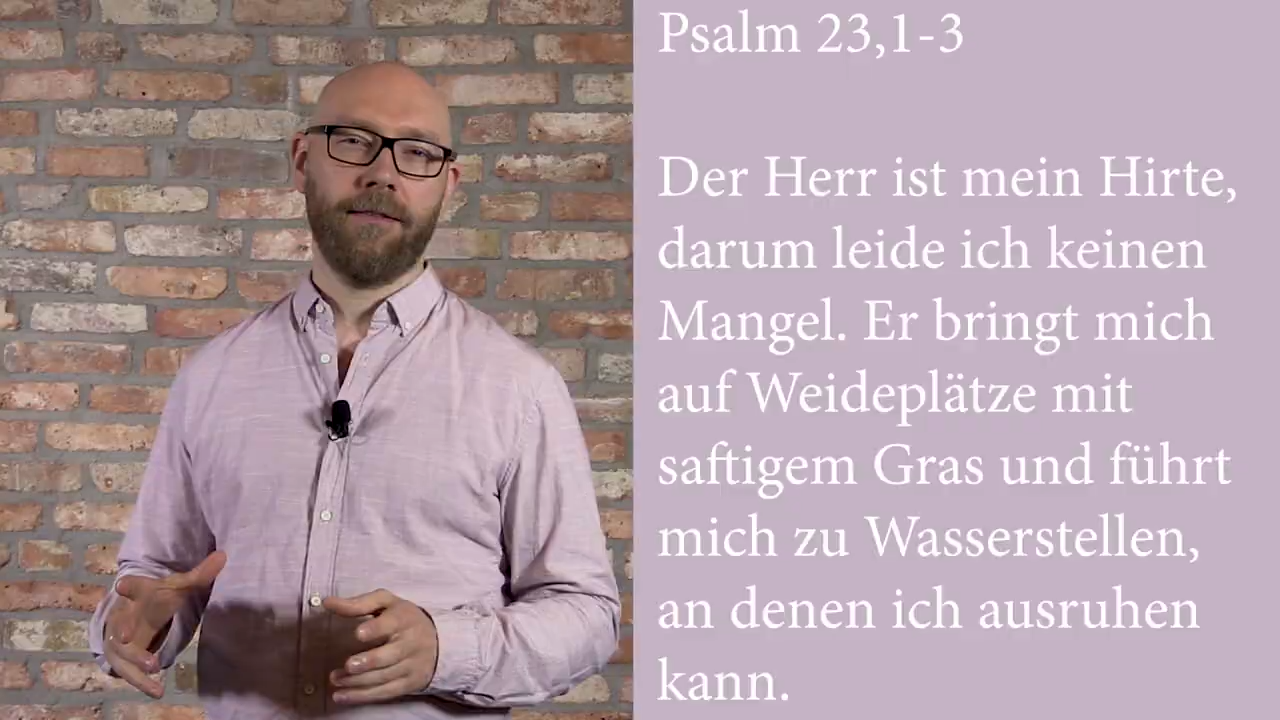 Psalm 23,1-3
Der Herr ist mein Hirte,
darum leide ich keinen
Mangel. Er bringt mich
auf Weideplätze mit
saftigem Gras und führt
mich zu Wasserstellen,
an denen ich ausruhen
kann.